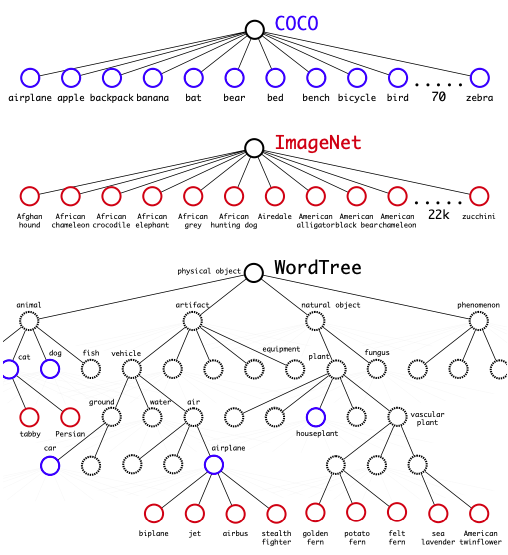 COCO
airplane apple backpack banana bat bear bed bench bicycle bird 70 zebra
ImageNet
Afghan hound
African chameleon
African crocodile
African elephant
African grey
African hunting dog
Airedale
American alligator
American black bear
American chameleon
22k
zucchini
WordTree
physical object
animal
artifact
natural object
phenomenon
cat
dog
fish
vehicle
equipment
plant
fungus
ground
water
air
houseplant
vascular
plant
tabby
Persian
car
airplane
biplane
jet
airbus
stealth
fighter
golden
fern
potato
fern
felt
fern
sea
lavender
American
twinflower